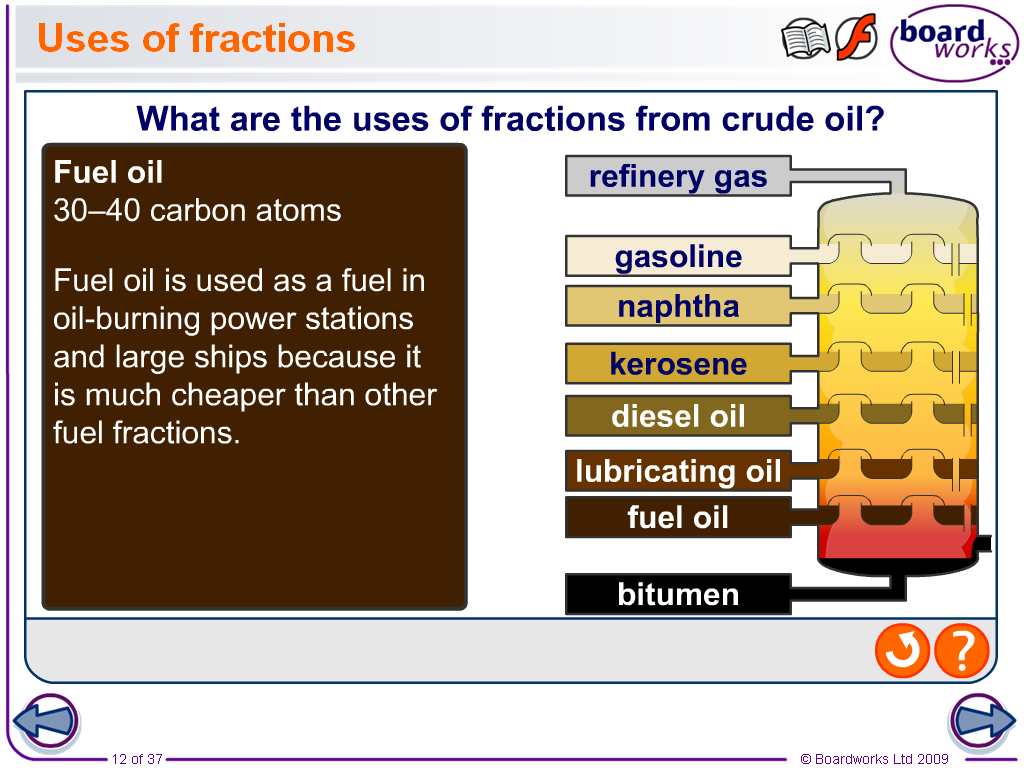 Uses of fractions
board
works
What are the uses of fractions from crude oil?
Fuel oil
30–40 carbon atoms
Fuel oil is used as a fuel in
oil-burning power stations
and large ships because it
is much cheaper than other
fuel fractions.
refinery gas
gasoline
naphtha
kerosene
diesel oil
lubricating oil
fuel oil
bitumen
?
12 of 37
© Boardworks Ltd 2009